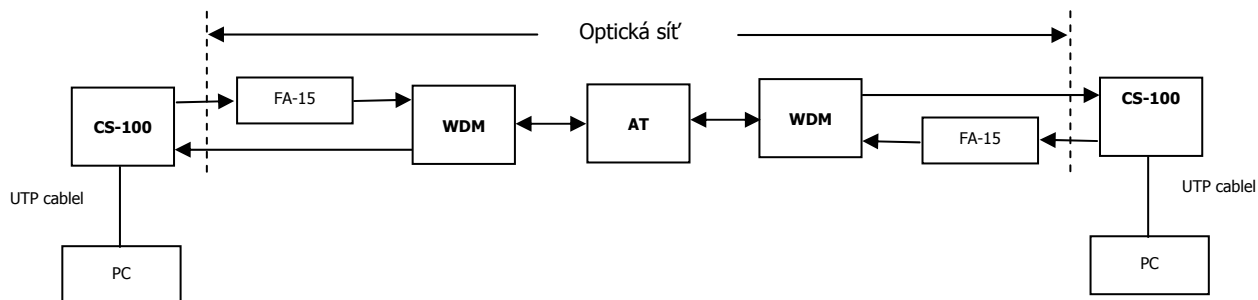 Optická síť
FA-15
CS-100
WDM
AT
WDM
CS-100
FA-15
UTP cablel
UTP cablel
PC
PC